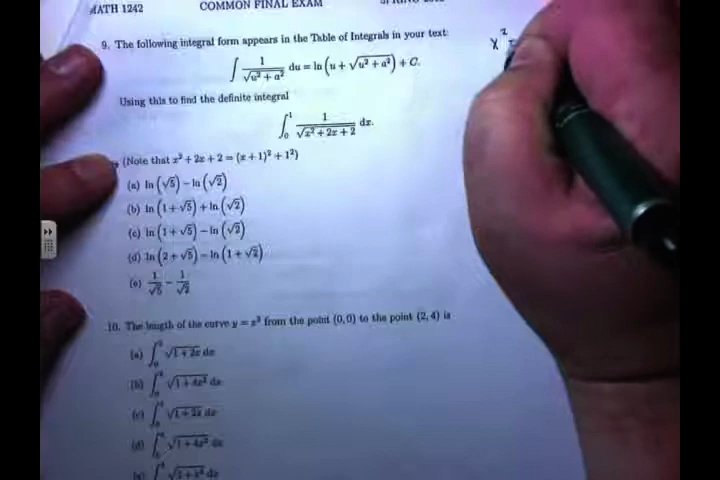 MATH 1242 COMMON FINAL EXAM
9. The following integral form appears in the Table of Integrals in your text:
∫ 1/√(u² + a²) du = ln (u + √(u² + a²)) + C.
x² =
Using this to find the definite integral
∫₀¹ 1/√(x² + 2x + 2) dx.
(Note that x² + 2x + 2 = (x + 1)² + 1²)
(a) ln (√5) − ln (√2)
(b) ln (1 + √5) + ln (√2)
(c) ln (1 + √5) − ln (√2)
(d) ln (2 + √5) − ln (1 + √2)
(e) 1/√5 − 1/√2
10. The length of the curve y = x² from the point (0, 0) to the point (2, 4) is
(a) √(1 + 2x) dx
(b) √(1 + 4x²) dx
(c) √(1 + 2x) dx
(d) √(1 + 4x²) dx